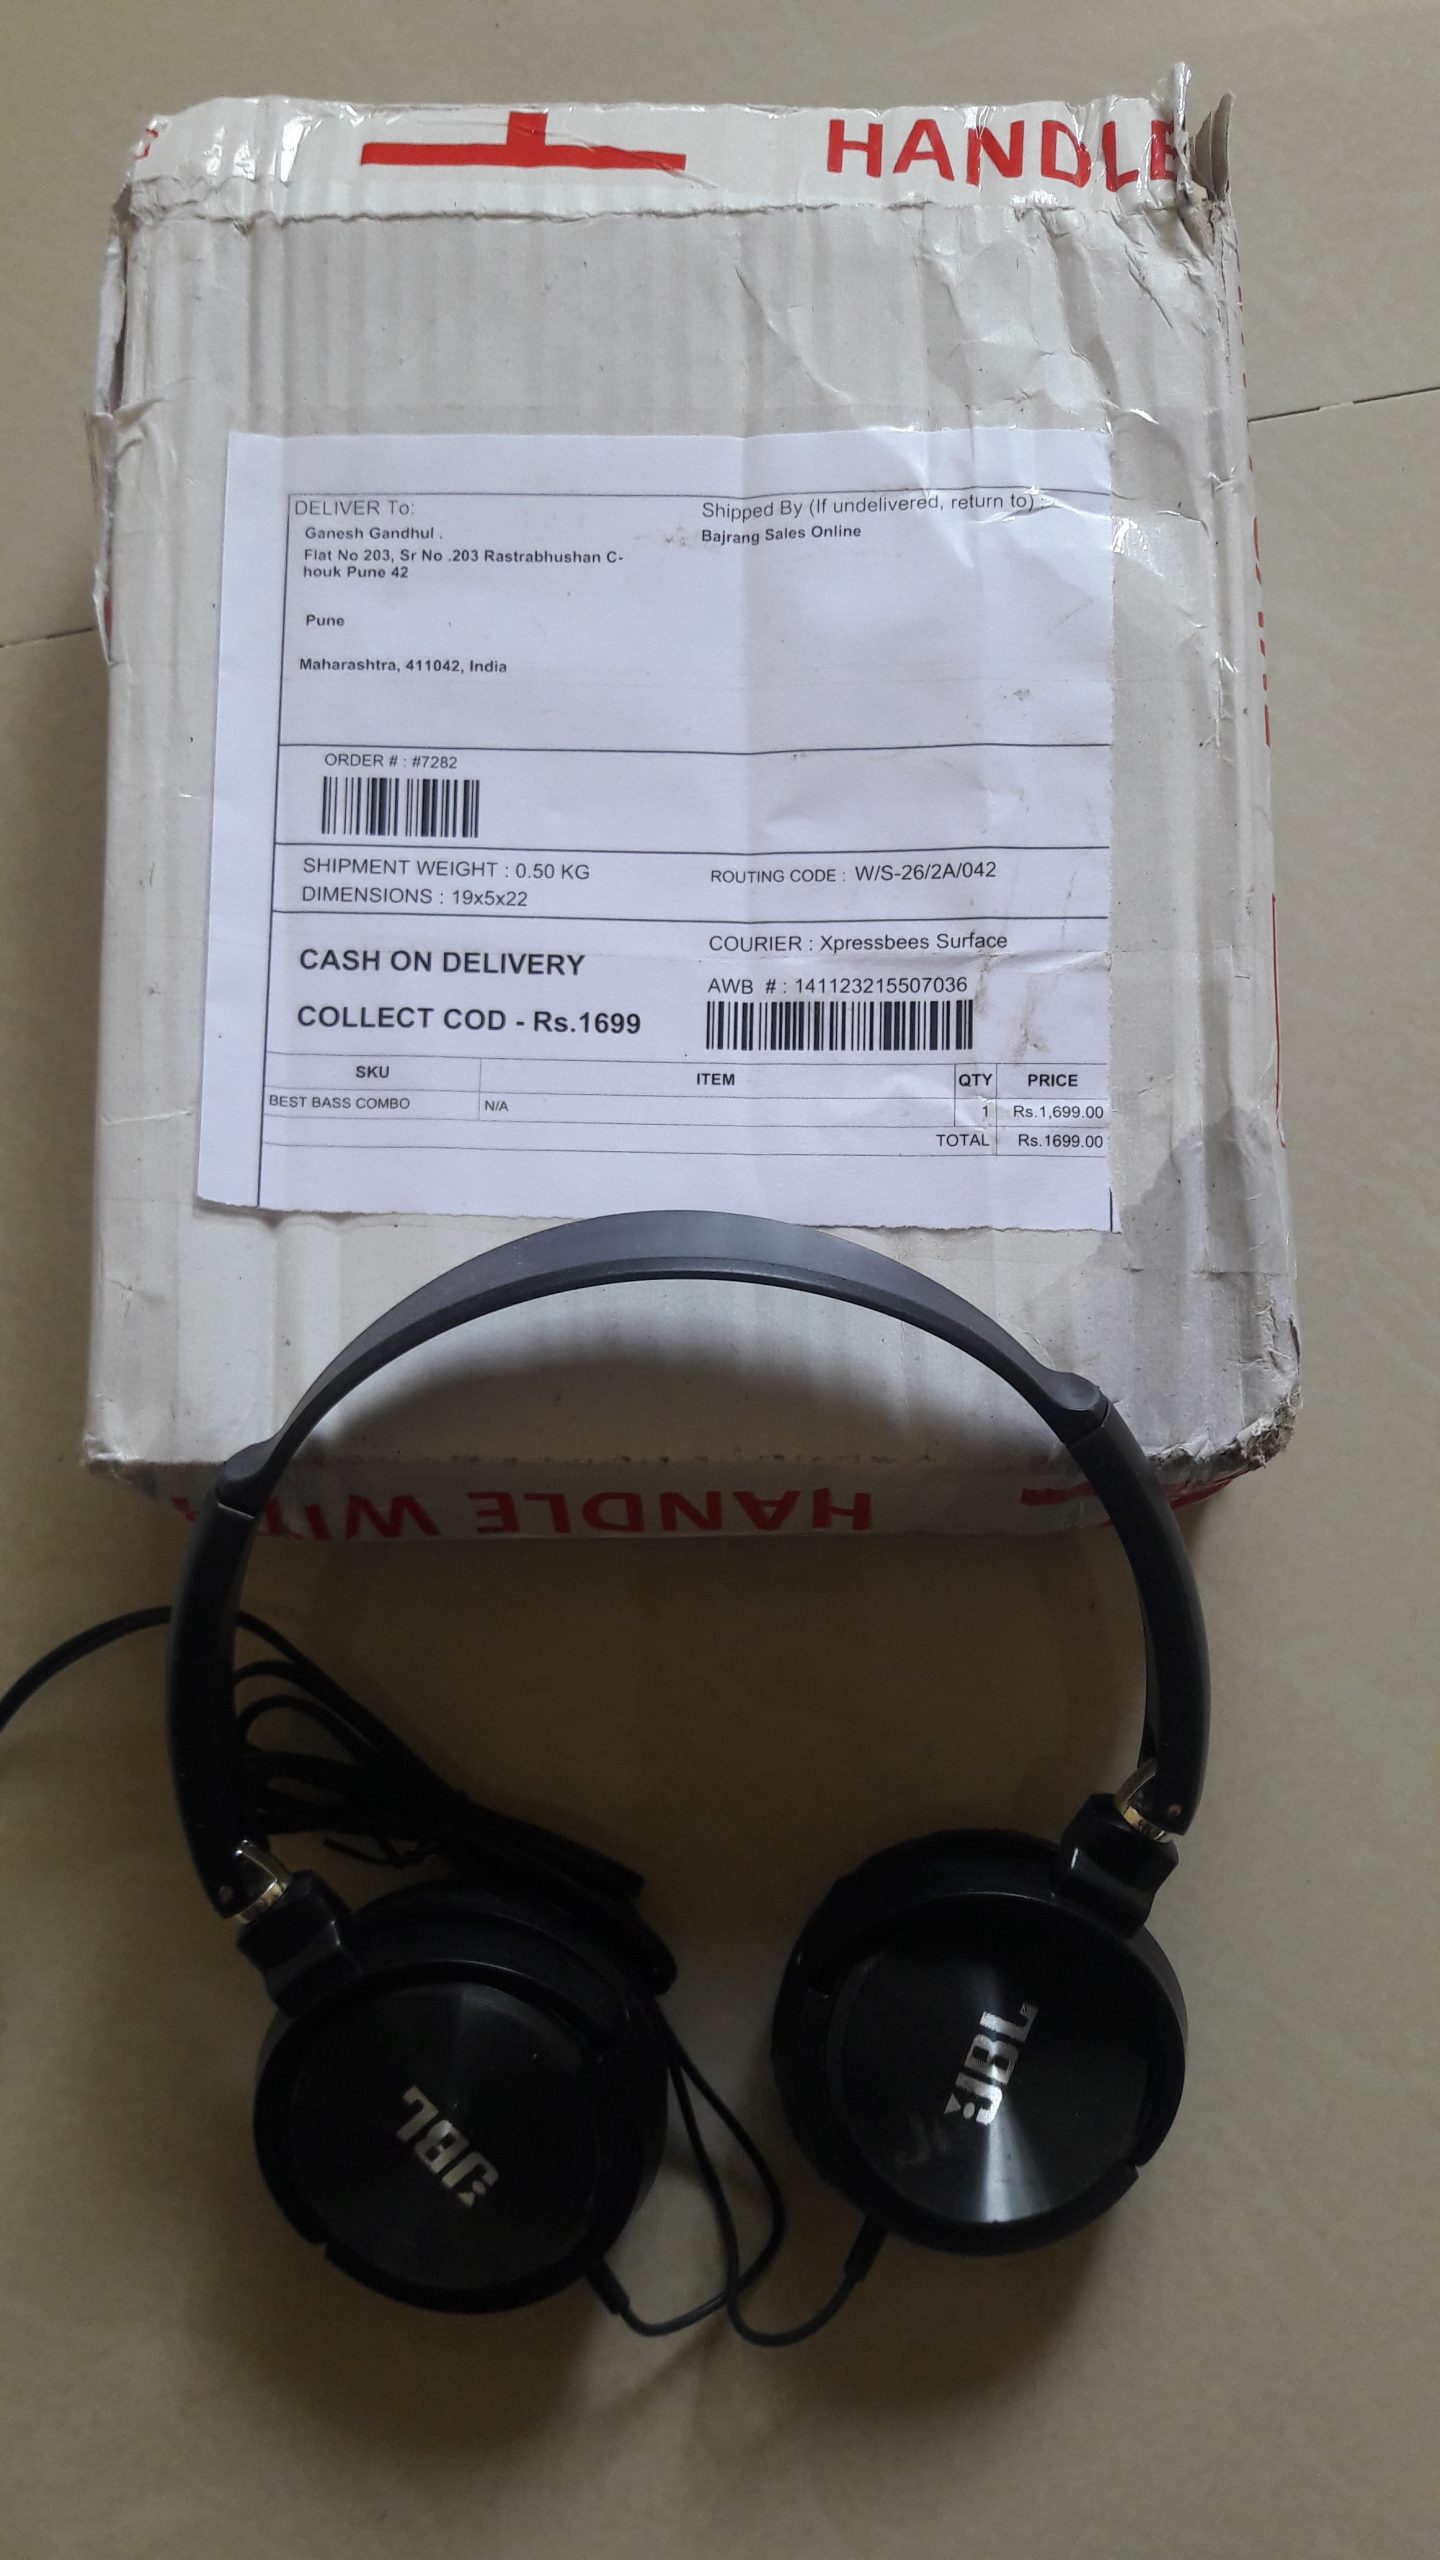 HANDLE
DELIVER To:
Ganesh Gandhul .
Flat No 203, Sr No .203 Rastrabhushan C-
houk Pune 42
Pune
Maharashtra, 411042, India
Shipped By (If undelivered, return to) :
Bajrang Sales Online
ORDER # : #7282
SHIPMENT WEIGHT : 0.50 KG
DIMENSIONS : 19x5x22
ROUTING CODE : W/S-26/2A/042
CASH ON DELIVERY
COLLECT COD - Rs.1699
COURIER : Xpressbees Surface
AWB # : 141123215507036
SKU ITEM QTY PRICE
BEST BASS COMBO N/A 1 Rs.1,699.00
TOTAL Rs.1699.00
HANDLE WITH
JBL
JBL